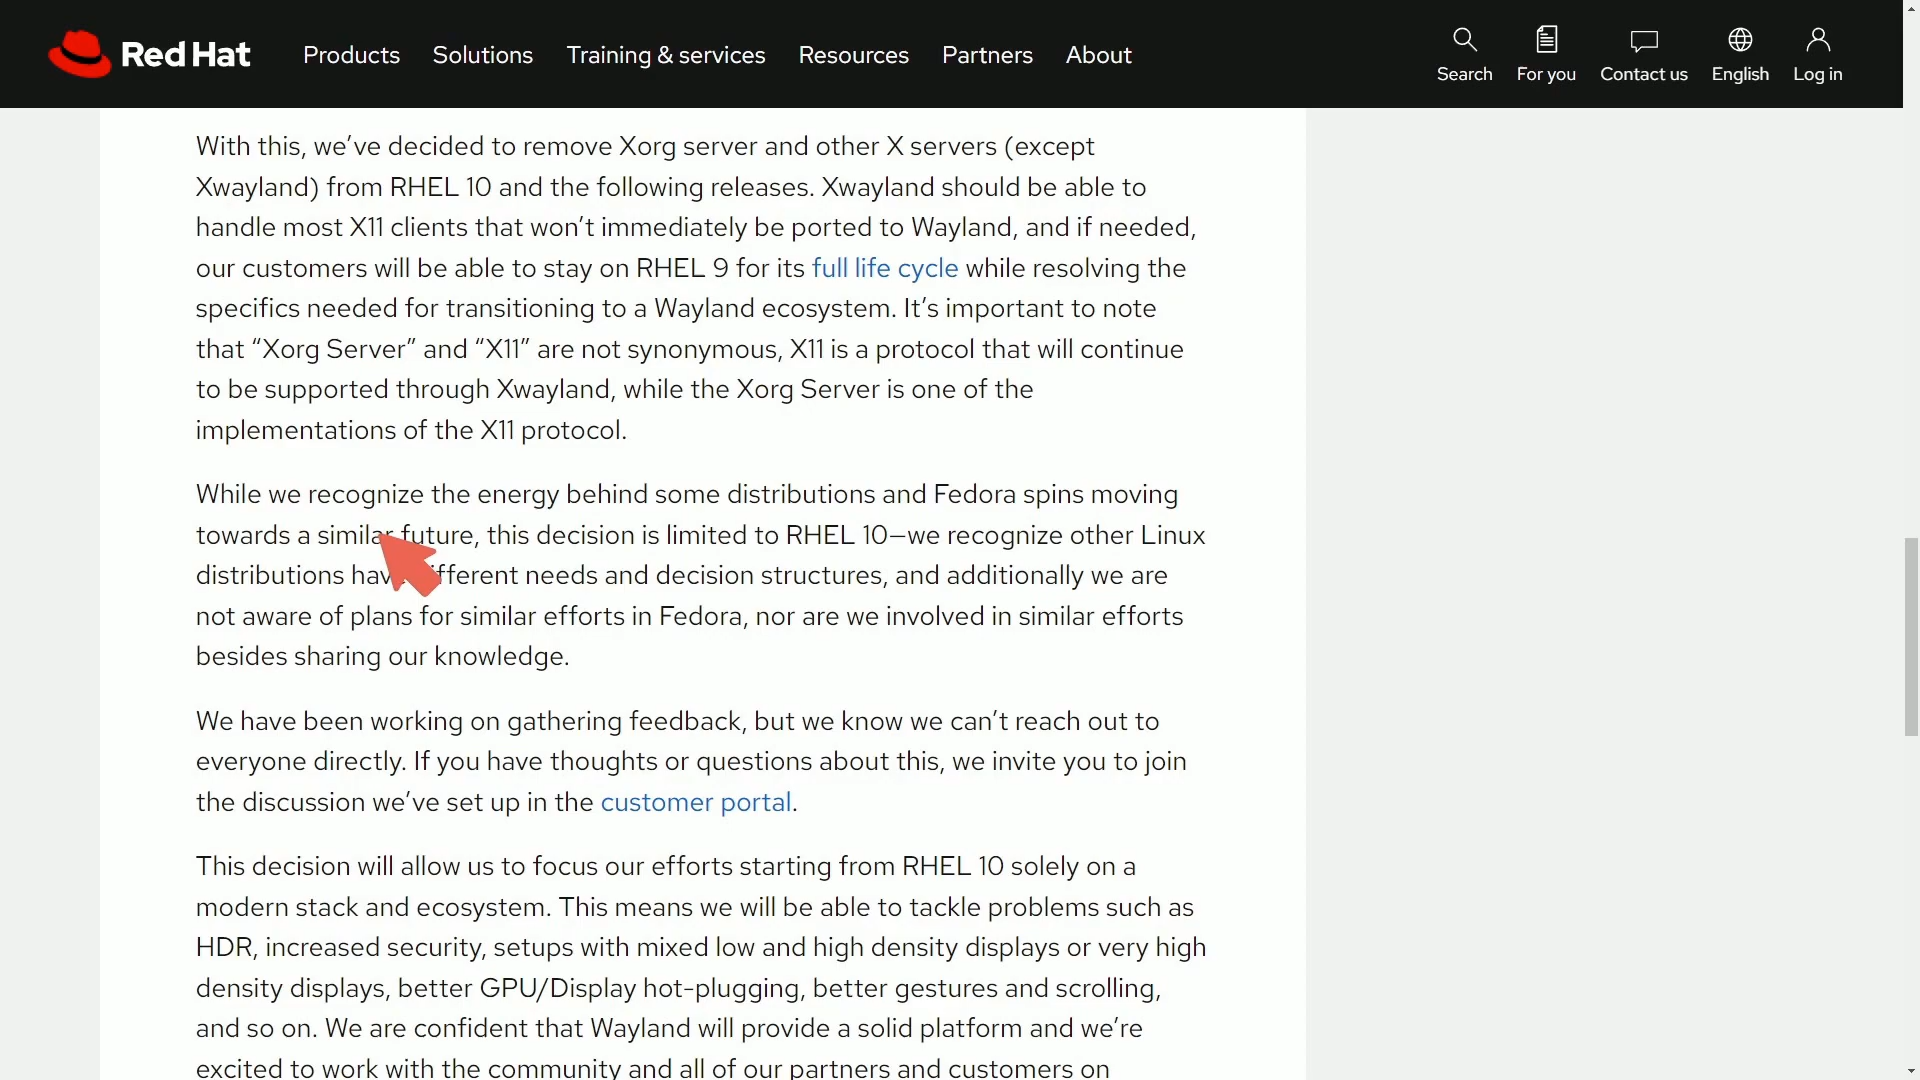 Red Hat
Products Solutions Training & services Resources Partners About
Search For you Contact us English Log in
With this, we’ve decided to remove Xorg server and other X servers (except
Xwayland) from RHEL 10 and the following releases. Xwayland should be able to
handle most X11 clients that won’t immediately be ported to Wayland, and if needed,
our customers will be able to stay on RHEL 9 for its full life cycle while resolving the
specifics needed for transitioning to a Wayland ecosystem. It’s important to note
that “Xorg Server” and “X11” are not synonymous, X11 is a protocol that will continue
to be supported through Xwayland, while the Xorg Server is one of the
implementations of the X11 protocol.
While we recognize the energy behind some distributions and Fedora spins moving
towards a similar future, this decision is limited to RHEL 10—we recognize other Linux
distributions have different needs and decision structures, and additionally we are
not aware of plans for similar efforts in Fedora, nor are we involved in similar efforts
besides sharing our knowledge.
We have been working on gathering feedback, but we know we can’t reach out to
everyone directly. If you have thoughts or questions about this, we invite you to join
the discussion we’ve set up in the customer portal.
This decision will allow us to focus our efforts starting from RHEL 10 solely on a
modern stack and ecosystem. This means we will be able to tackle problems such as
HDR, increased security, setups with mixed low and high density displays or very high
density displays, better GPU/Display hot-plugging, better gestures and scrolling,
and so on. We are confident that Wayland will provide a solid platform and we’re
excited to work with the community and all of our partners and customers on